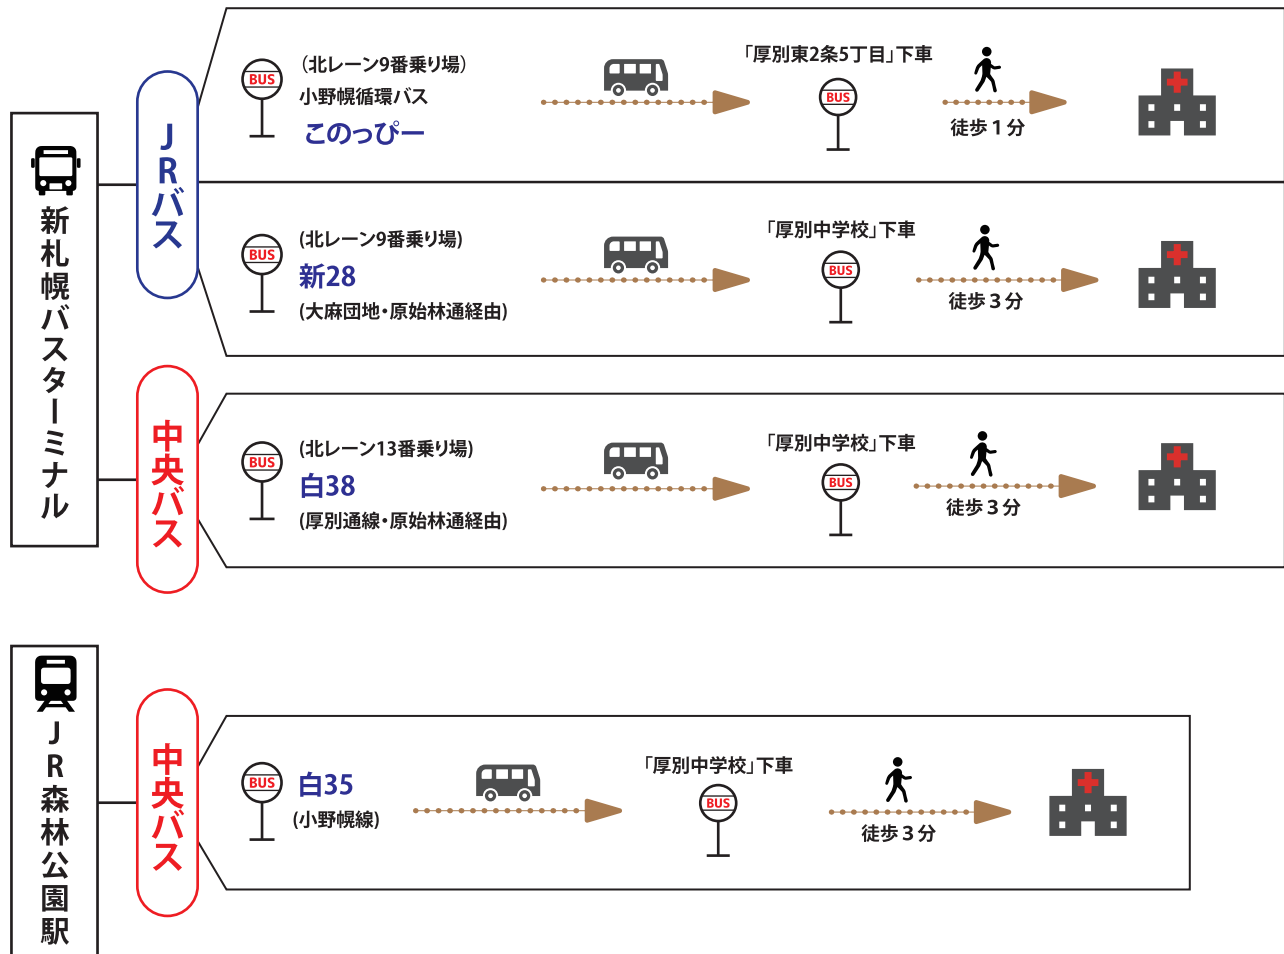 新札幌バスターミナル
JRバス
BUS
(北レーン9番乗り場)
小野幌循環バス
このっぴー
「厚別東2条5丁目」下車
BUS
徒歩1分
BUS
(北レーン9番乗り場)
新28
(大麻団地・原始林通経由)
「厚別中学校」下車
BUS
徒歩3分
中央バス
BUS
(北レーン13番乗り場)
白38
(厚別通線・原始林通経由)
「厚別中学校」下車
BUS
徒歩3分
JR森林公園駅
中央バス
BUS
白35
(小野幌線)
「厚別中学校」下車
BUS
徒歩3分